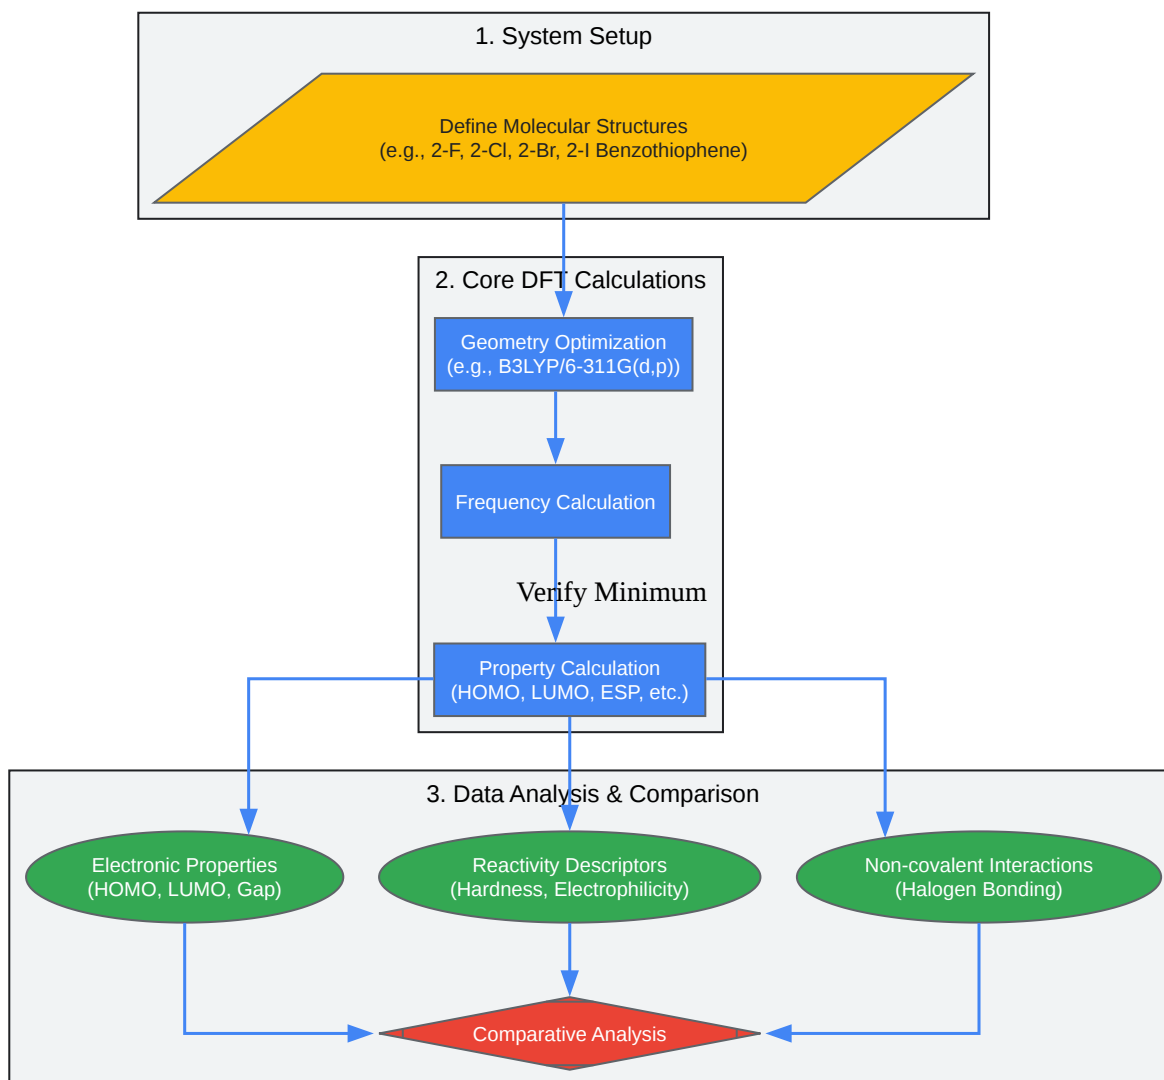 1. System Setup
Define Molecular Structures
(e.g., 2-F, 2-Cl, 2-Br, 2-I Benzothiophene)
2. Core DFT Calculations
Geometry Optimization
(e.g., B3LYP/6-311G(d,p))
Frequency Calculation
Verify Minimum
Property Calculation
(HOMO, LUMO, ESP, etc.)
3. Data Analysis & Comparison
Electronic Properties
(HOMO, LUMO, Gap)
Reactivity Descriptors
(Hardness, Electrophilicity)
Non-covalent Interactions
(Halogen Bonding)
Comparative Analysis